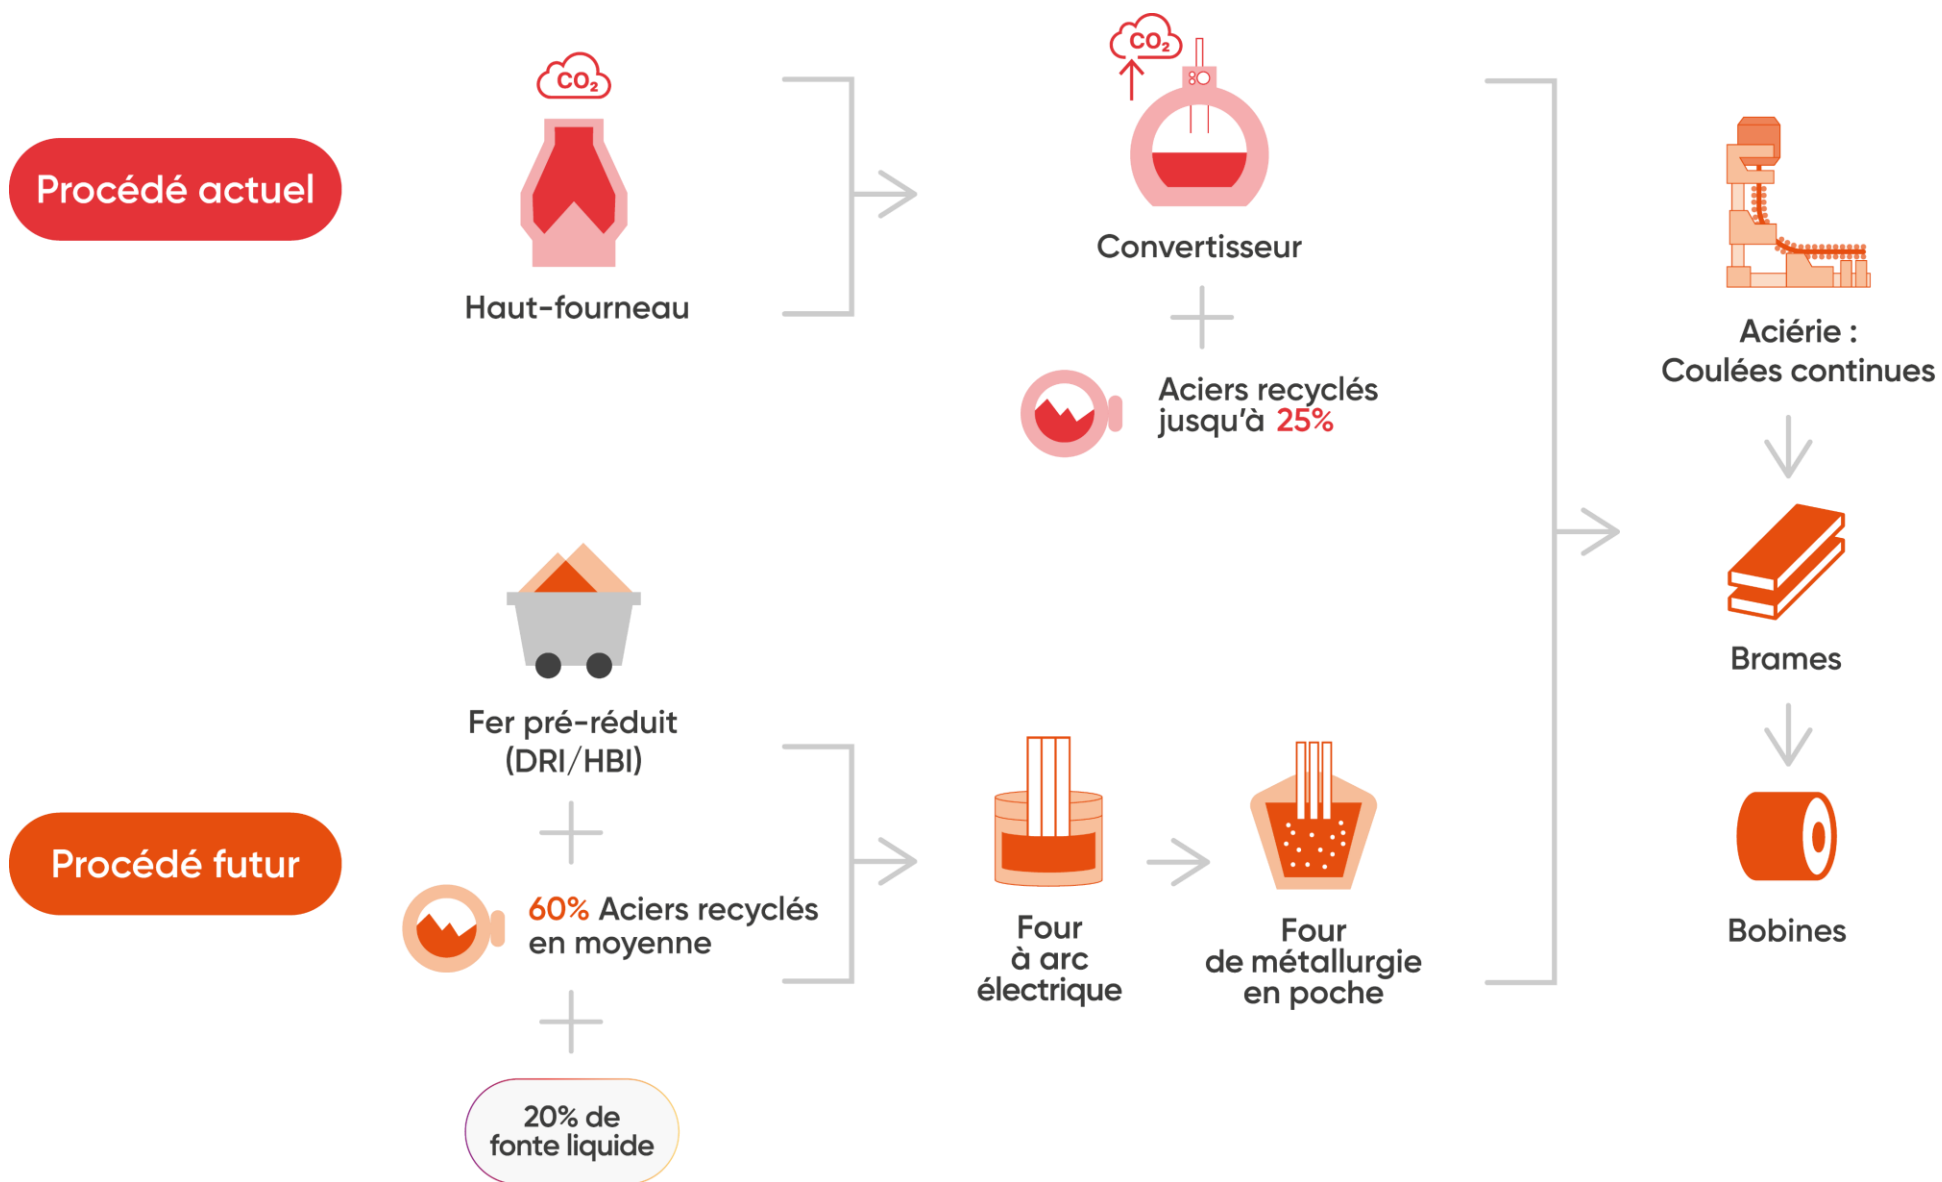 CO₂
CO₂
Procédé actuel
Haut-fourneau
Convertisseur
Aciers recyclés
jusqu'à 25%
Aciérie :
Coulées continues
Brames
Bobines
Procédé futur
Fer pré-réduit
(DRI/HBI)
60% Aciers recyclés
en moyenne
20% de
fonte liquide
Four
à arc
électrique
Four
de métallurgie
en poche